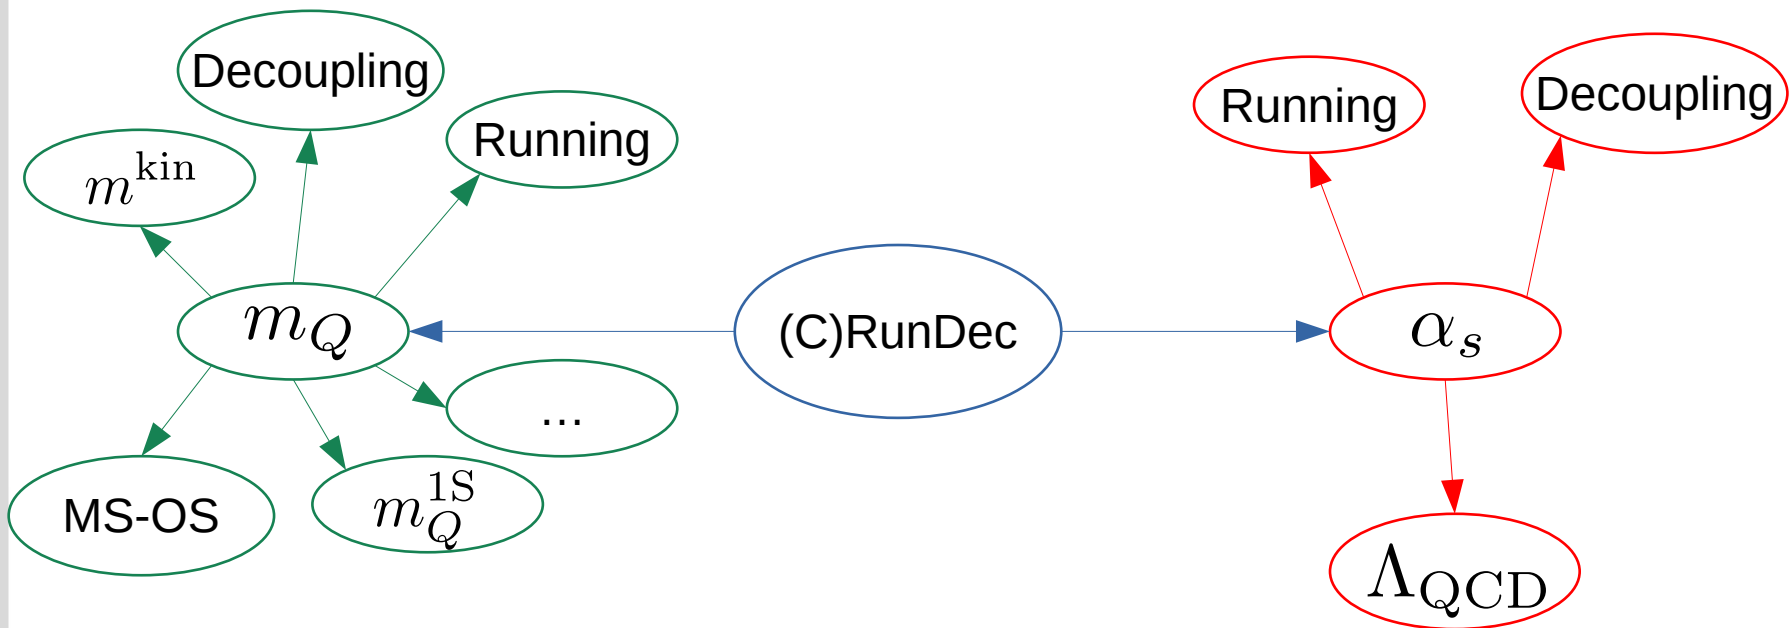 Decoupling
Running
m^kin
m_Q
...
MS-OS
m_Q^1S
(C)RunDec
Running
Decoupling
α_s
Λ_QCD